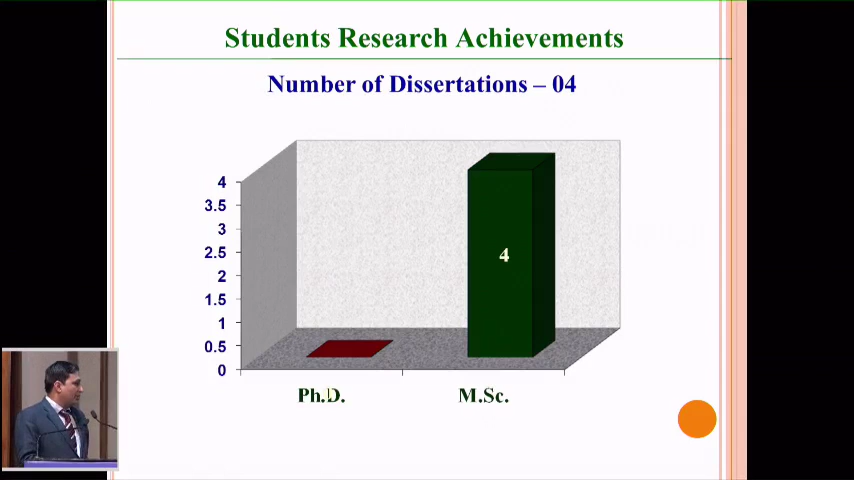 Students Research Achievements
Number of Dissertations – 04
4
3.5
3
2.5
2
1.5
1
0.5
0
4
Ph.D.
M.Sc.